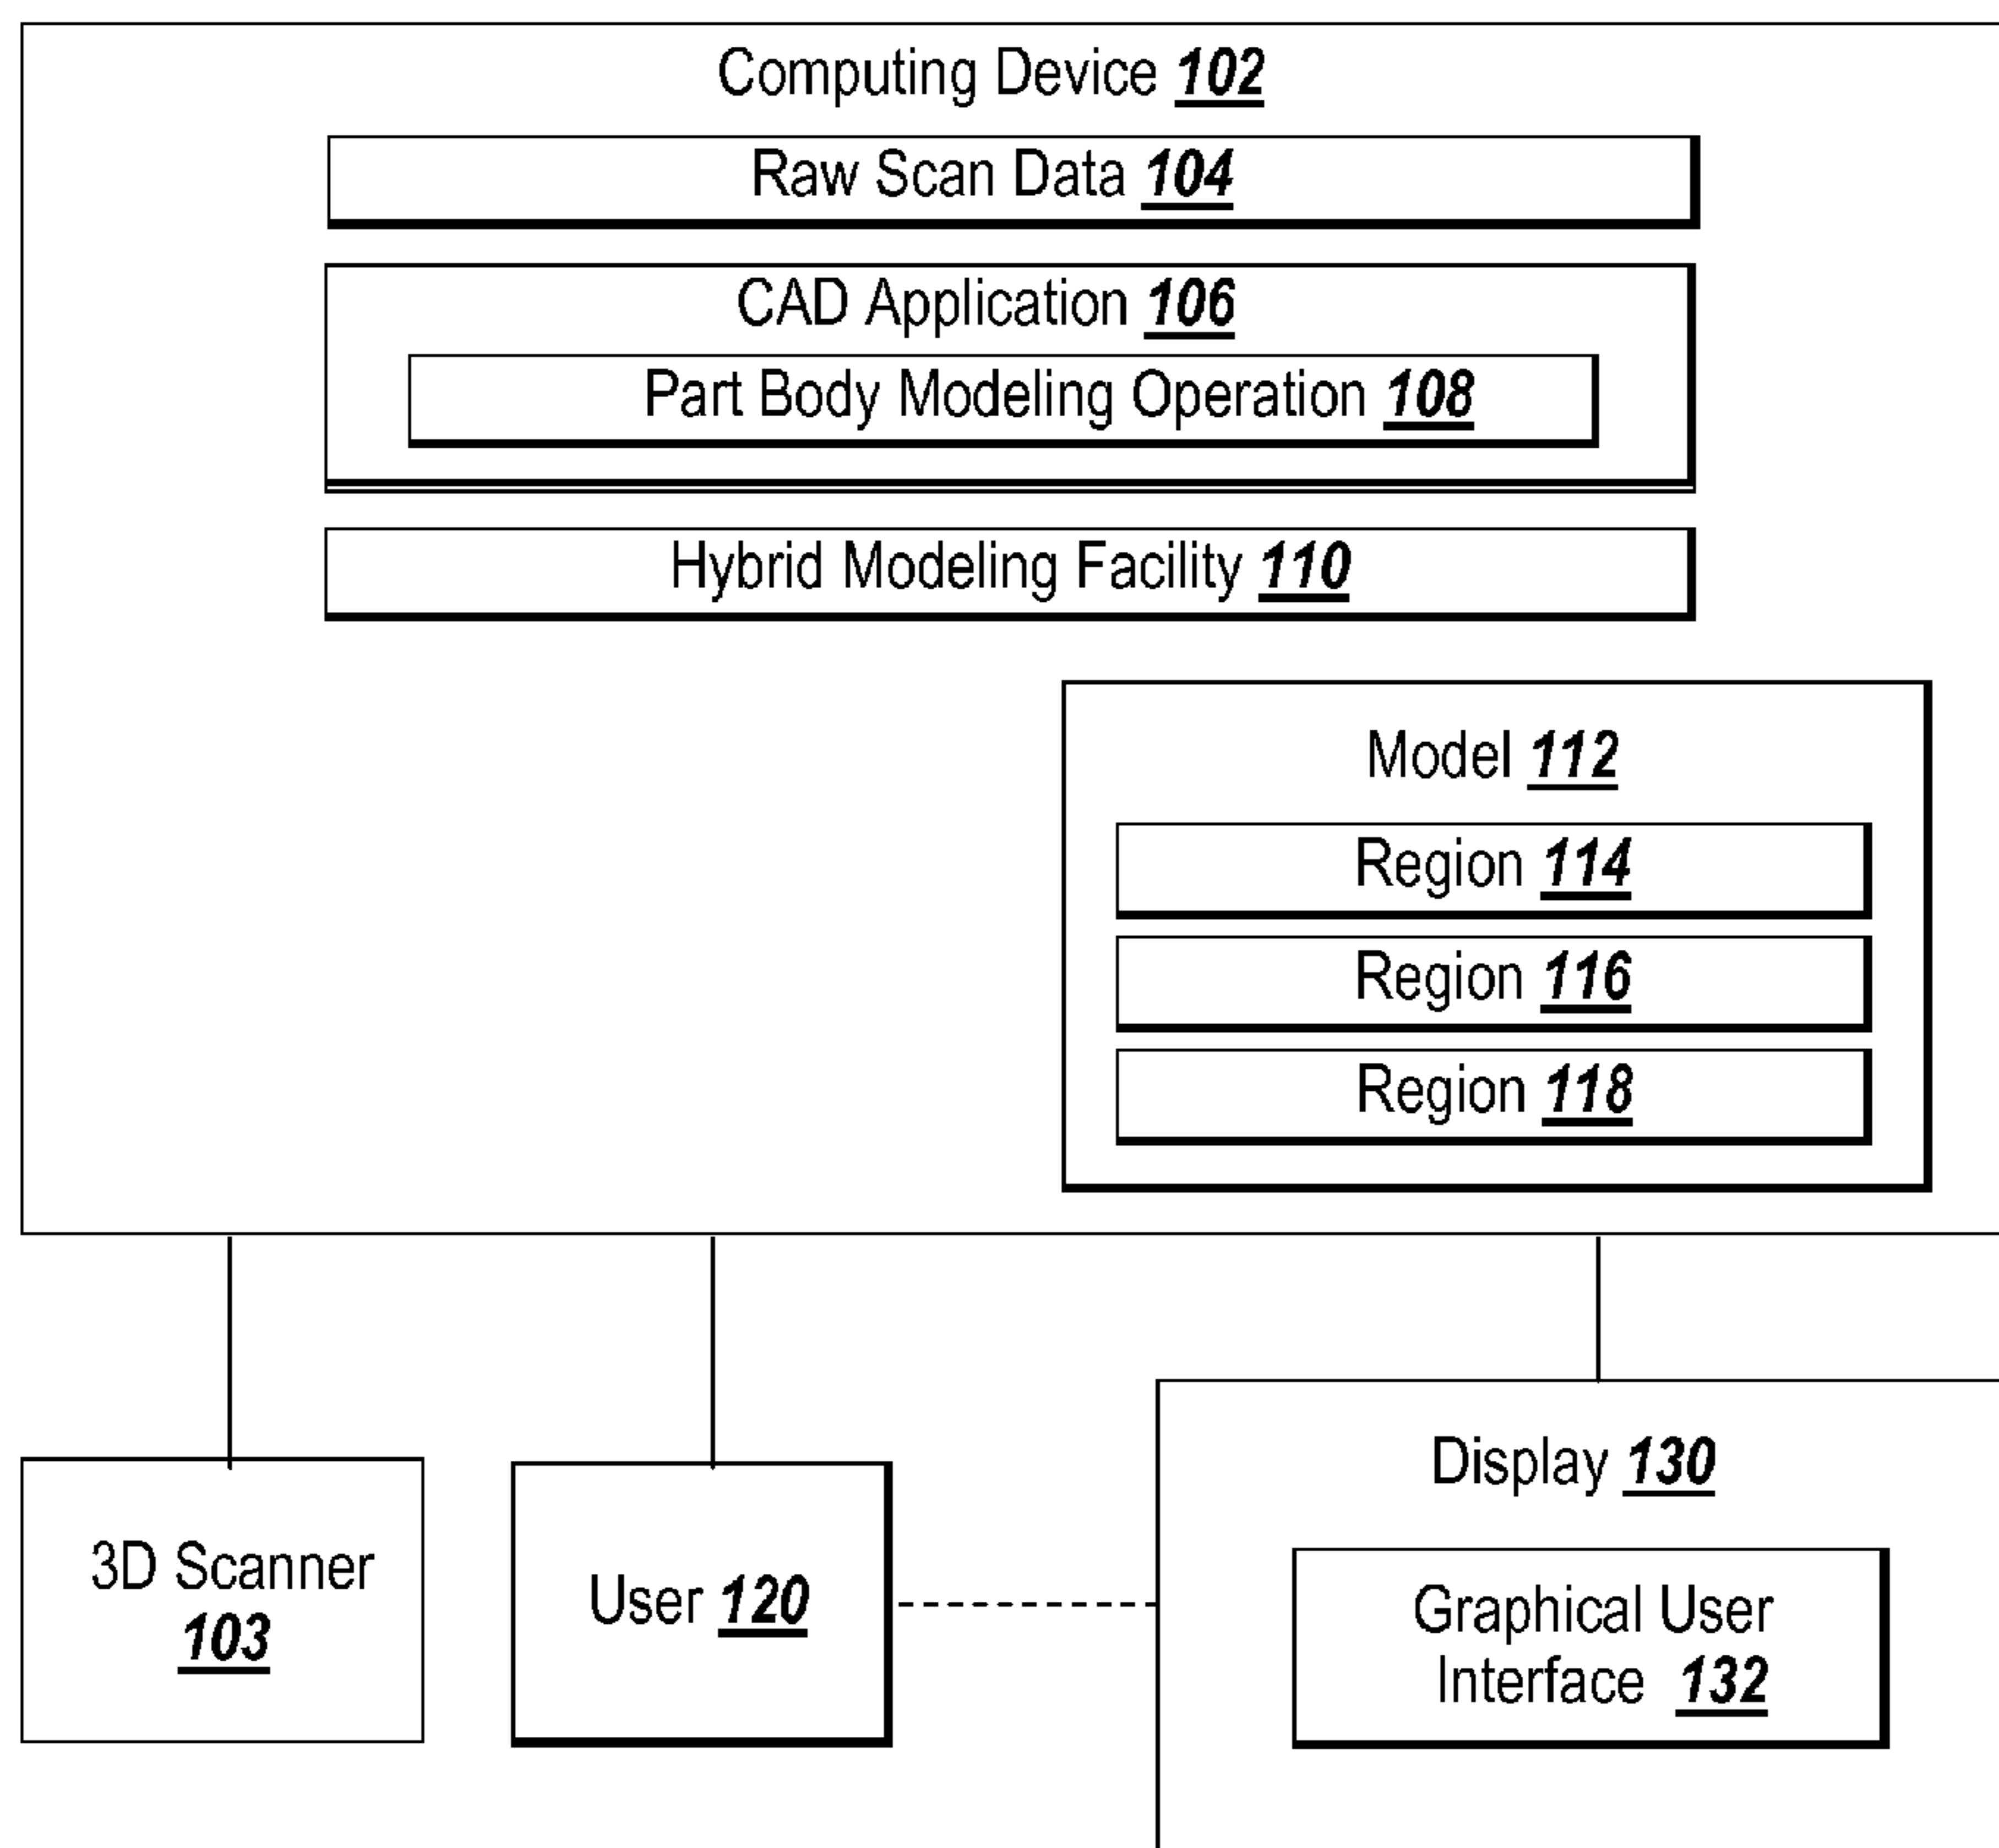 Computing Device 102
Raw Scan Data 104
CAD Application 106
Part Body Modeling Operation 108
Hybrid Modeling Facility 110
Model 112
Region 114
Region 116
Region 118
3D Scanner
103
User 120
Display 130
Graphical User
Interface 132